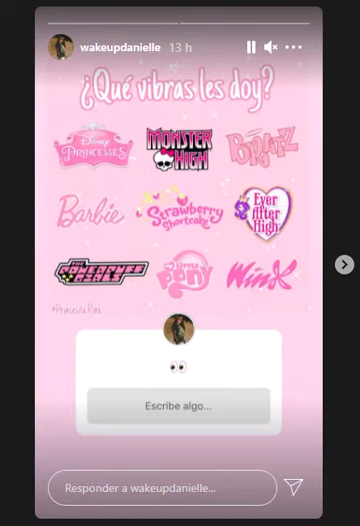 wakeupdanielle 13 h
¿Qué vibras les doy?
Disney
PRINCESSES
MONSTER
HIGH
BRATZ
Barbie
Strawberry
Shortcake
Ever
After
High
THE
POWERPUFF
GIRLS
my
LITTLE
Pony
WINX
Escribe algo...
Responder a wakeupdanielle...